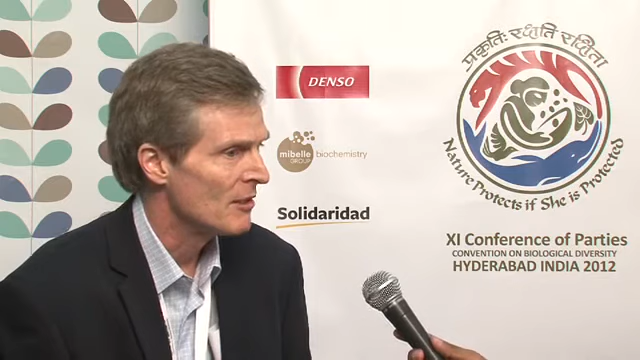 DENSO
mibelle
GROUP
biochemistry
Solidaridad
प्रकृतिः रक्षति रक्षिता
Nature Protects if She is Protected
XI Conference of Parties
CONVENTION ON BIOLOGICAL DIVERSITY
HYDERABAD INDIA 2012